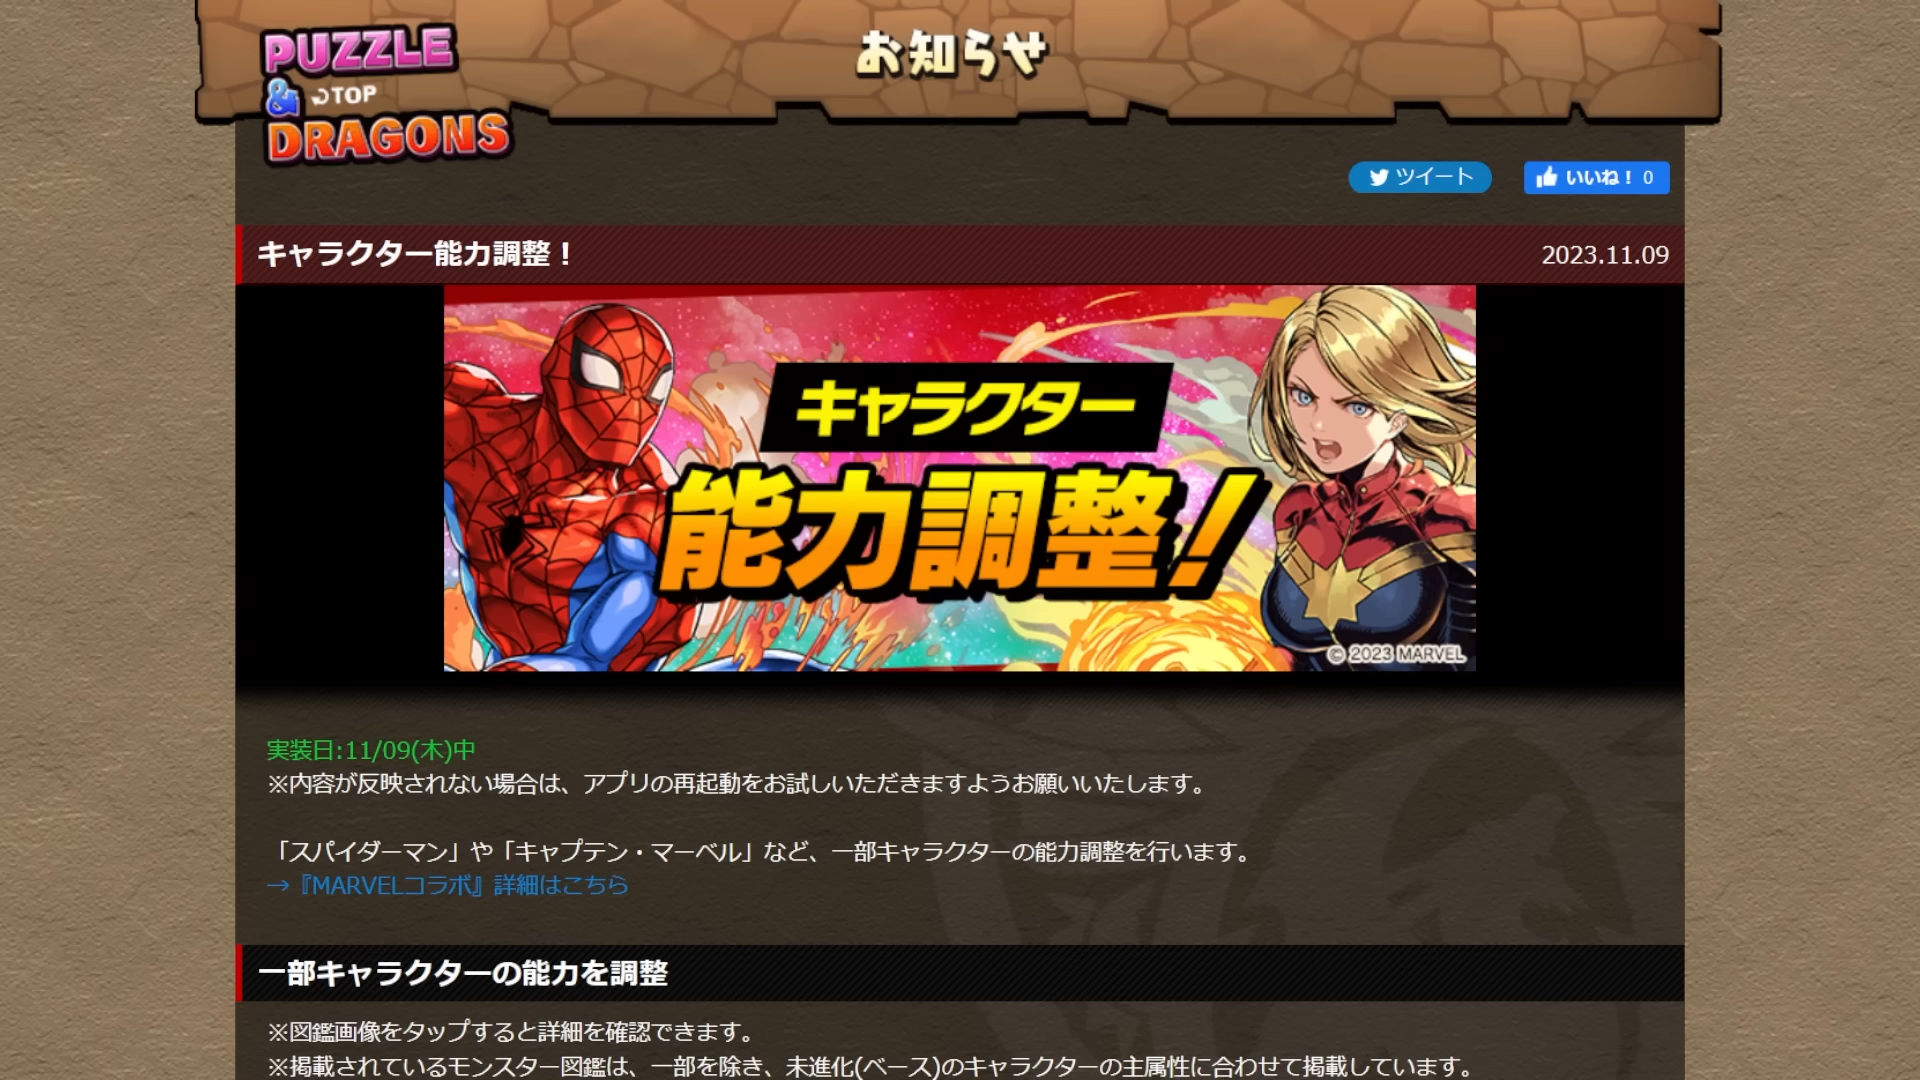 PUZZLE
& TOP
DRAGONS
お知らせ
ツイート
いいね！ 0
キャラクター能力調整！
2023.11.09
キャラクター
能力調整！
© 2023 MARVEL
実装日:11/09(木)中
※内容が反映されない場合は、アプリの再起動をお試しいただきますようお願いいたします。
「スパイダーマン」や「キャプテン・マーベル」など、一部キャラクターの能力調整を行います。
→『MARVELコラボ』詳細はこちら
一部キャラクターの能力を調整
※図鑑画像をタップすると詳細を確認できます。
※掲載されているモンスター図鑑は、一部を除き、未進化(ベース)のキャラクターの主属性に合わせて掲載しています。